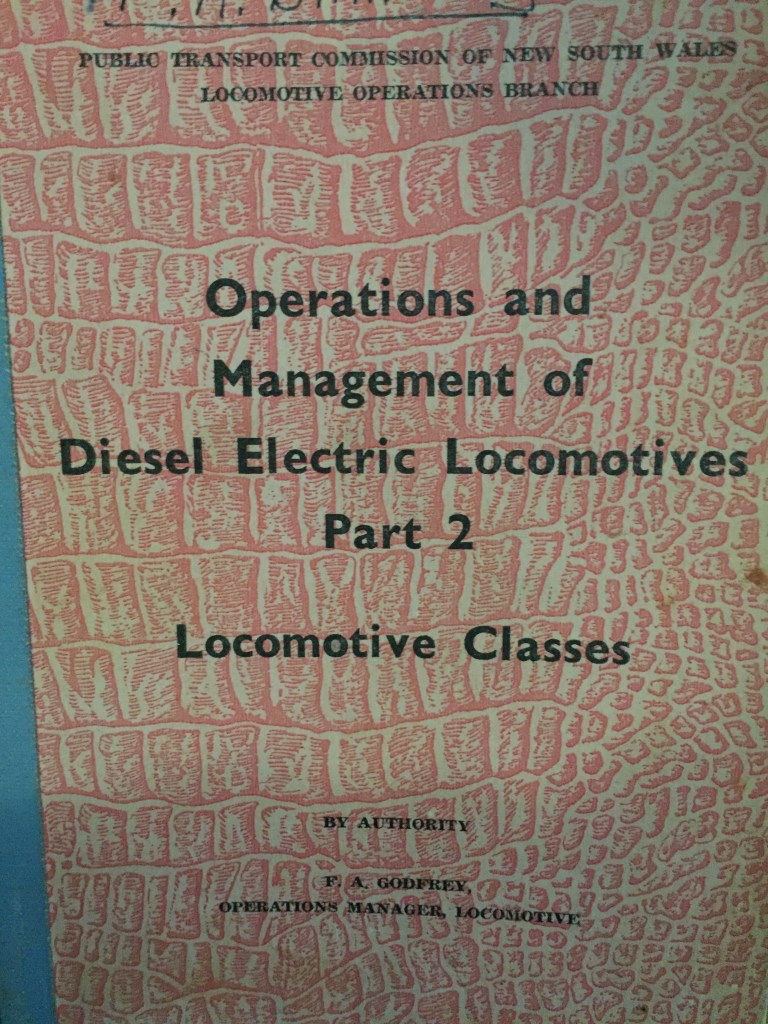 PUBLIC TRANSPORT COMMISSION OF NEW SOUTH WALES
LOCOMOTIVE OPERATIONS BRANCH
Operations and
Management of
Diesel Electric Locomotives
Part 2
Locomotive Classes
BY AUTHORITY
F. A. GODFREY,
OPERATIONS MANAGER, LOCOMOTIVE